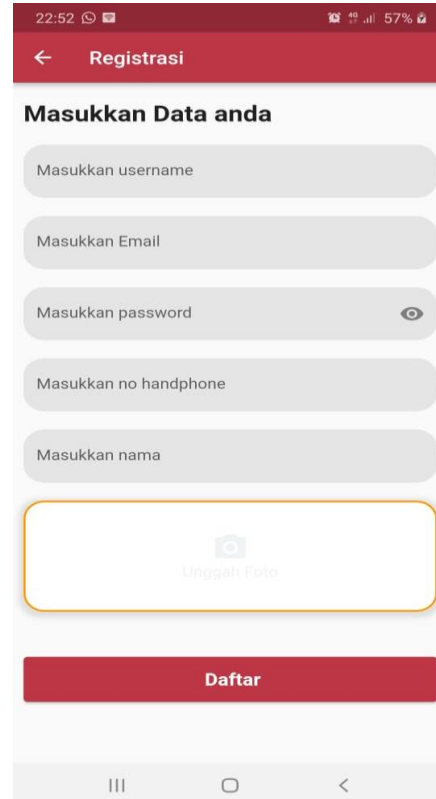 22:52 57%
Registrasi
Masukkan Data anda
Masukkan username
Masukkan Email
Masukkan password
Masukkan no handphone
Masukkan nama
Unggah Foto
Daftar